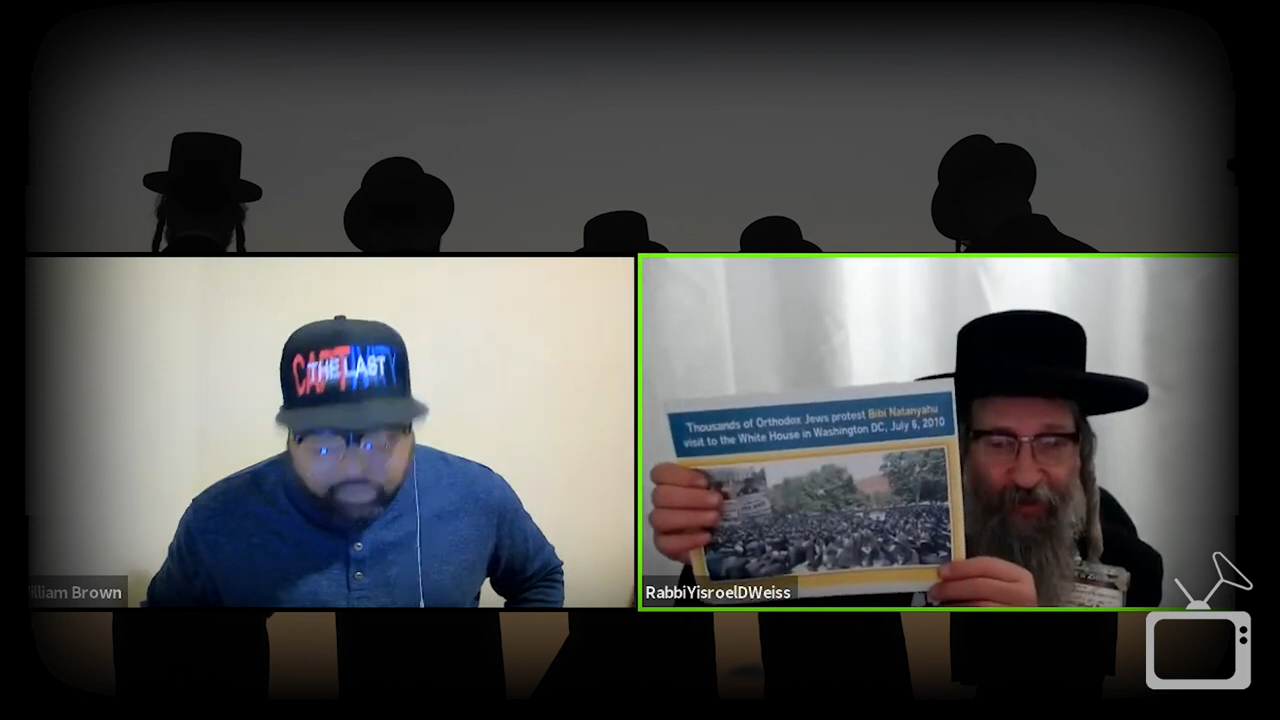 CAPTIVITY
THE LAST
Thousands of Orthodox Jews protest Bibi Natanyahu
visit to the White House in Washington DC, July 6, 2010
illiam Brown
RabbiYisroelDWeiss